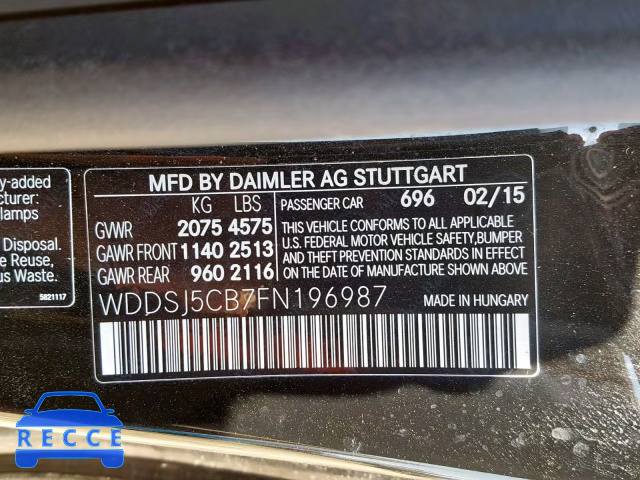 y-added
rer:
lamps
Disposal.
Re
us Waste.
5821117
MFD BY DAIMLER AG STUTTGART
KG LBS
GVWR 2075 4575
GAWR FRONT 1140 2513
GAWR REAR 960 2116
PASSENGER CAR 696 02/15
THIS VEHICLE CONFORMS TO ALL APPLICABLE
U.S. FEDERAL MOTOR VEHICLE SAFETY, BUMPER
AND THEFT PREVENTION STANDARDS IN EFFECT
ON THE DATE OF MANUFACTURE SHOWN ABOVE
WDDSJ5CB7FN196987 MADE IN HUNGARY
RECCE